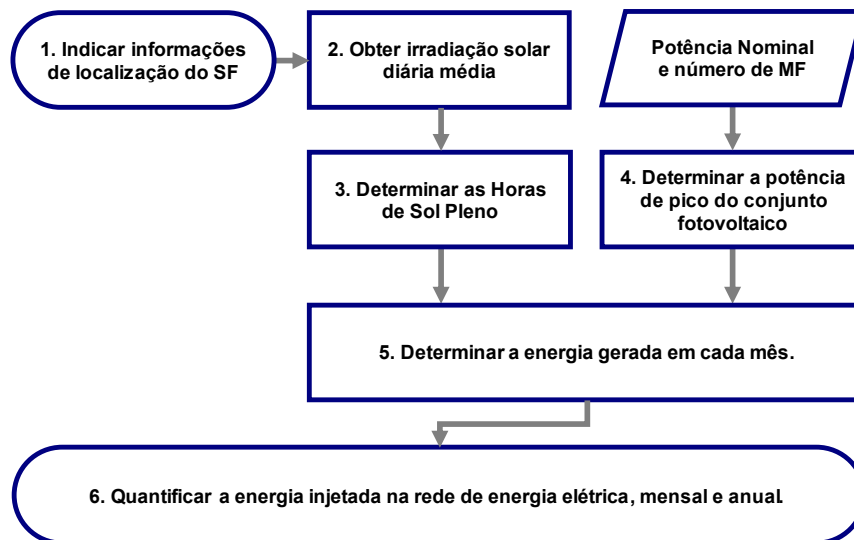 1. Indicar informações
de localização do SF
2. Obter irradiação solar
diária média
Potência Nominal
e número de MF
3. Determinar as Horas
de Sol Pleno
4. Determinar a potência
de pico do conjunto
fotovoltaico
5. Determinar a energia gerada em cada mês.
6. Quantificar a energia injetada na rede de energia elétrica, mensal e anual.